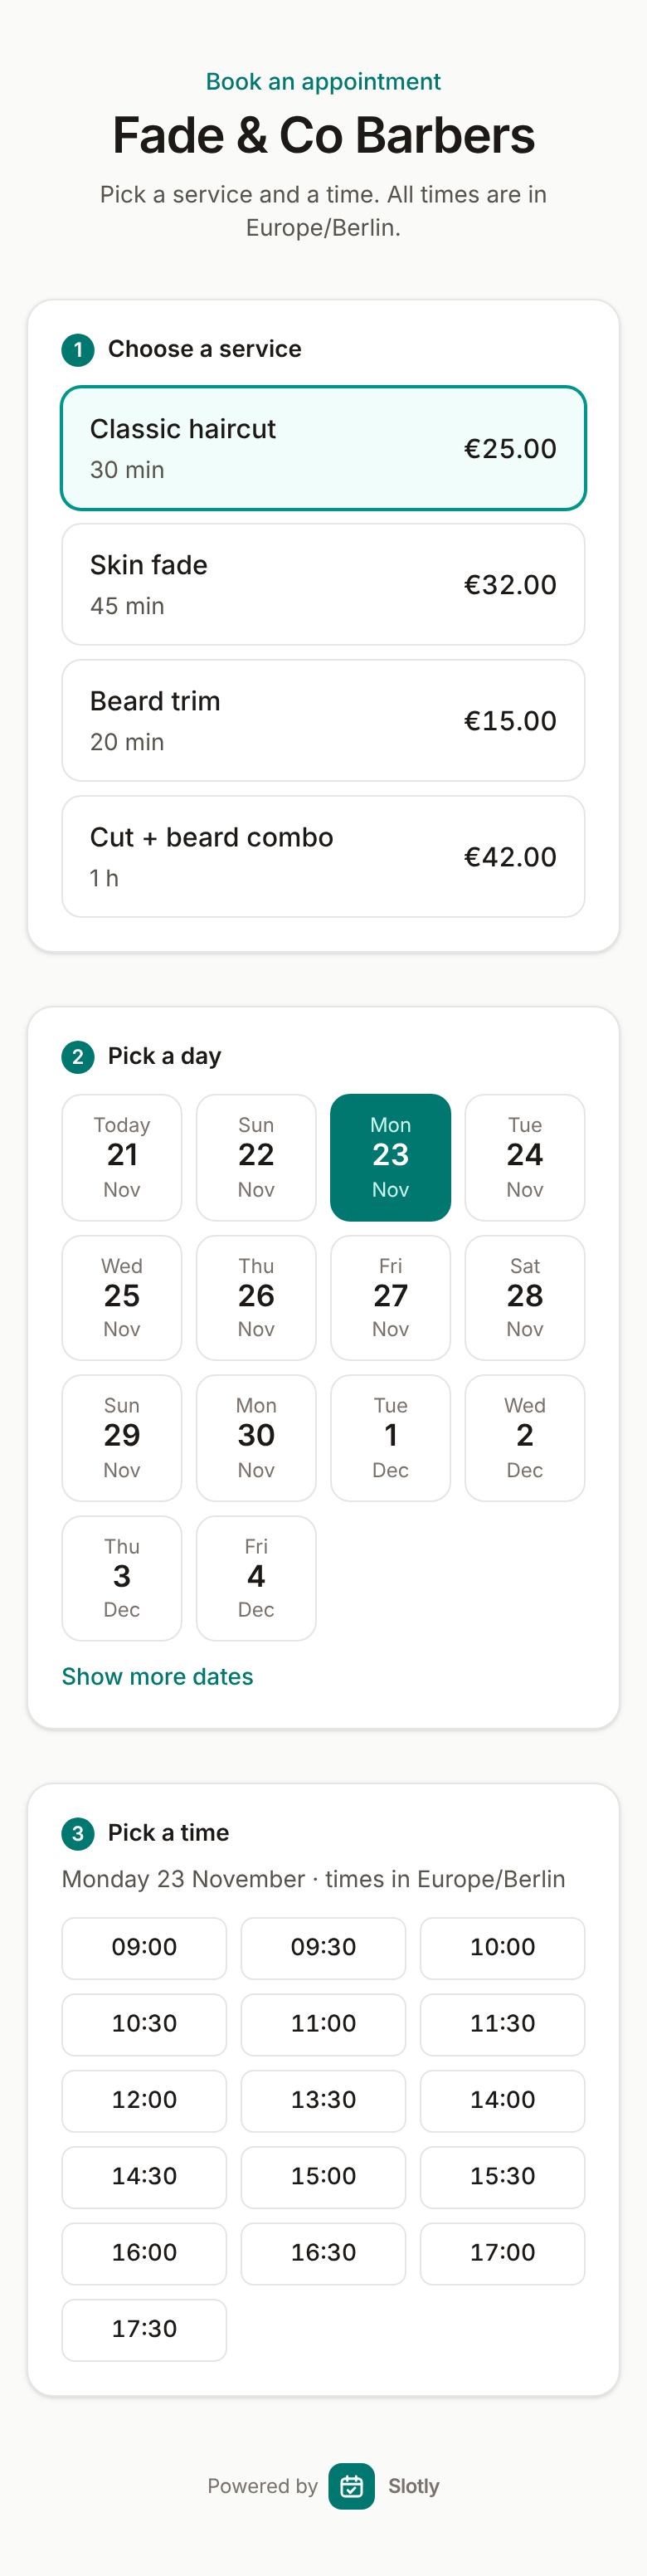 Book an appointment
Fade & Co Barbers
Pick a service and a time. All times are in
Europe/Berlin.
1 Choose a service
Classic haircut
30 min
€25.00
Skin fade
45 min
€32.00
Beard trim
20 min
€15.00
Cut + beard combo
1 h
€42.00
2 Pick a day
Today
21
Nov
Sun
22
Nov
Mon
23
Nov
Tue
24
Nov
Wed
25
Nov
Thu
26
Nov
Fri
27
Nov
Sat
28
Nov
Sun
29
Nov
Mon
30
Nov
Tue
1
Dec
Wed
2
Dec
Thu
3
Dec
Fri
4
Dec
Show more dates
3 Pick a time
Monday 23 November · times in Europe/Berlin
09:00 09:30 10:00
10:30 11:00 11:30
12:00 13:30 14:00
14:30 15:00 15:30
16:00 16:30 17:00
17:30
Powered by Slotly